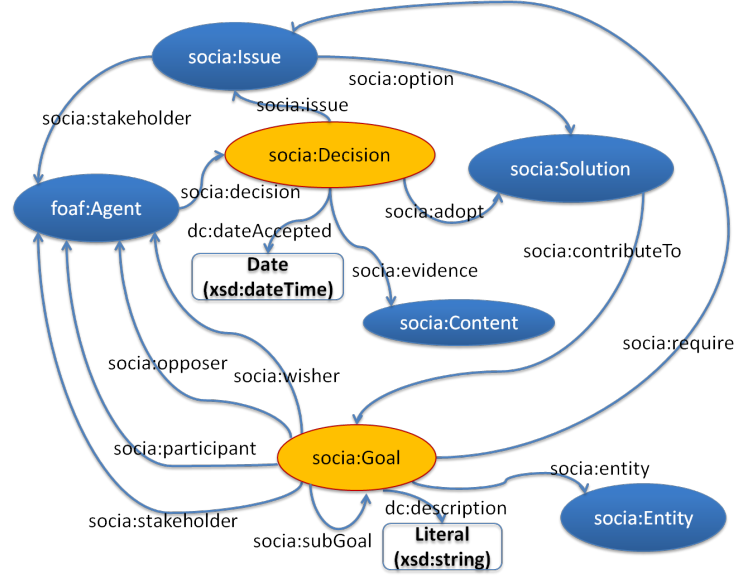 socia:Issue
socia:option
socia:issue
socia:stakeholder
socia:Decision
socia:Solution
socia:decision
foaf:Agent
socia:adopt
dc:dateAccepted
socia:contributeTo
Date
(xsd:dateTime)
socia:evidence
socia:Content
socia:require
socia:opposer
socia:wisher
socia:participant
socia:Goal
socia:entity
socia:stakeholder
dc:description
socia:Entity
socia:subGoal
Literal
(xsd:string)